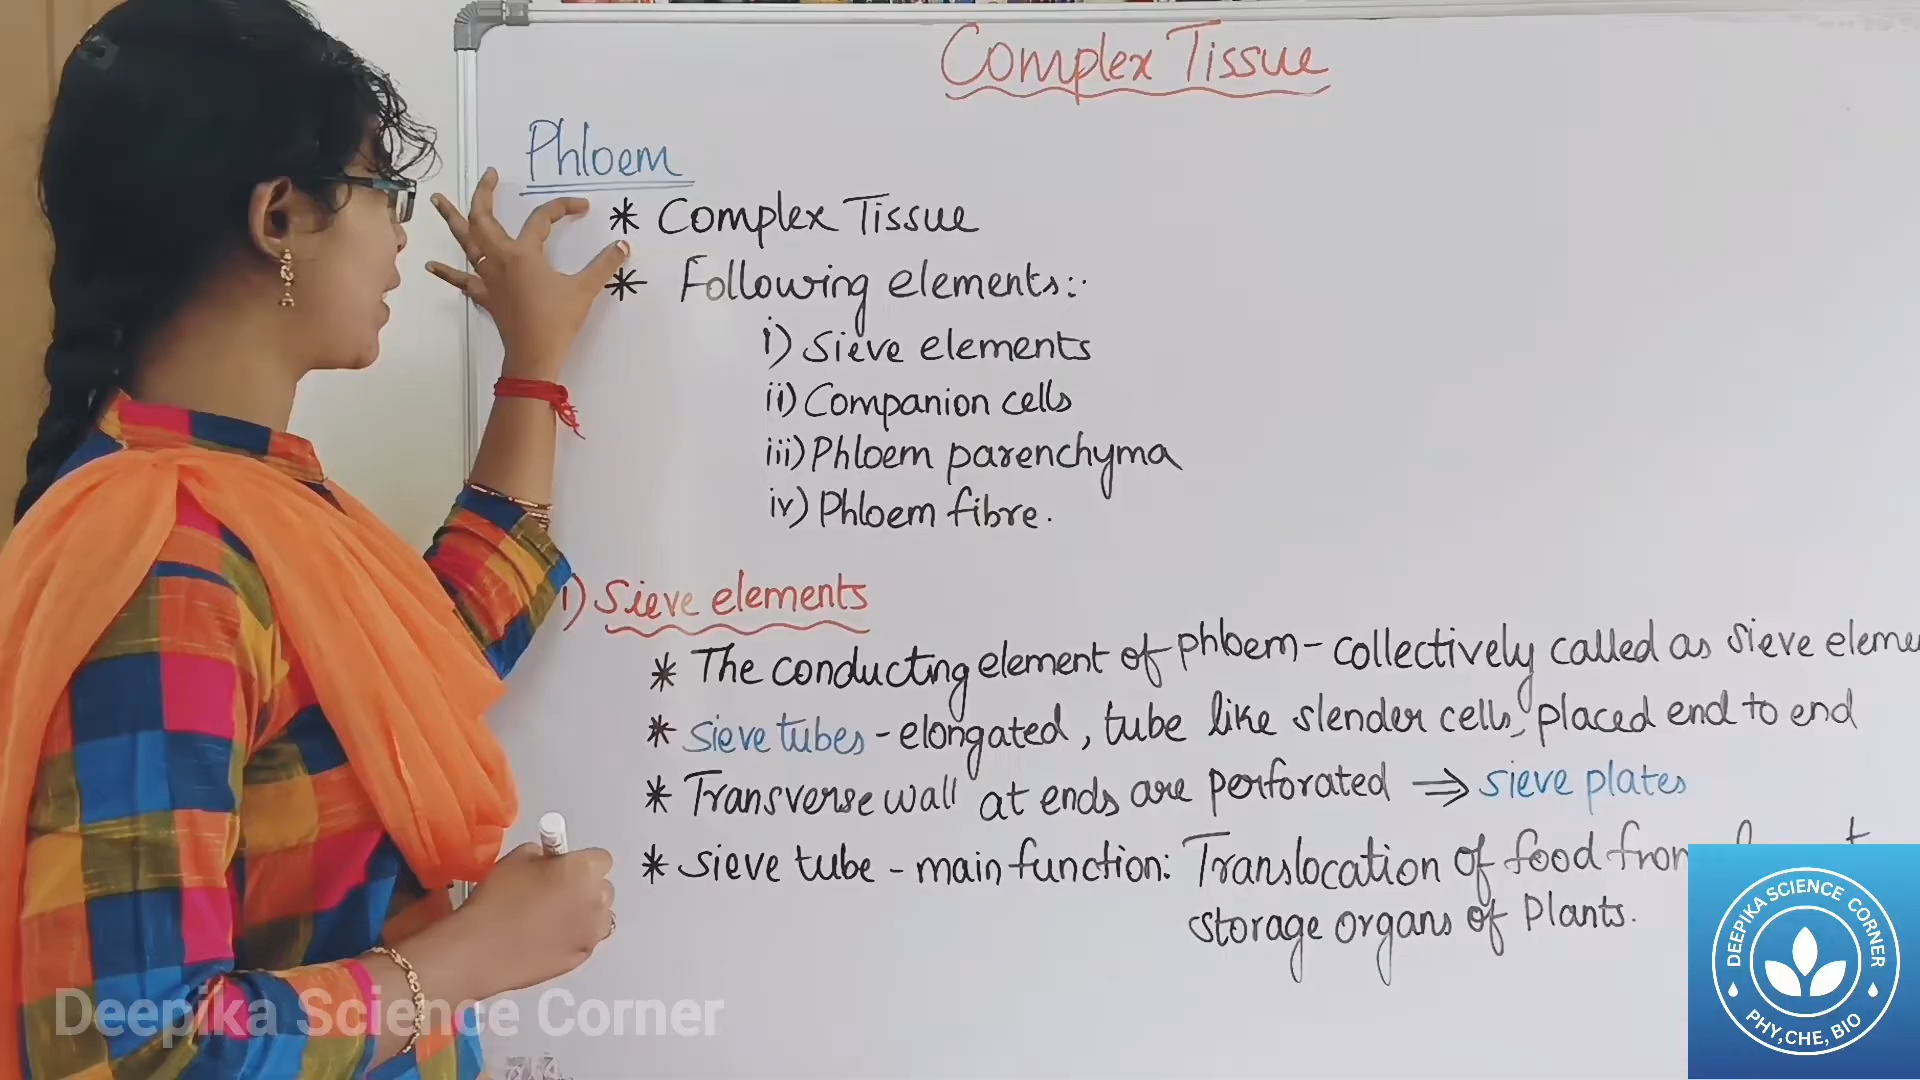 Complex Tissue
Phloem
* Complex Tissue
* Following elements:-
i) Sieve elements
ii) Companion cells
iii) Phloem parenchyma
iv) Phloem fibre.
i) Sieve elements
* The conducting element of phloem - collectively called as sieve
* Sieve tubes - elongated, tube like slender cells, placed end to end
* Transverse wall at ends are perforated ⇒ sieve plates
* Sieve tube - main function: Translocation of food
storage organs of Plants.
DEEPIKA SCIENCE CORNER
PHY, CHE, BIO
Deepika Science Corner